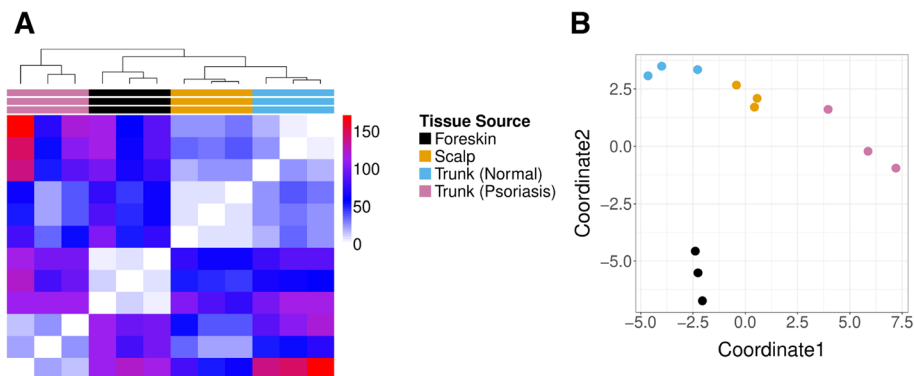 A
150
100
50
0
Tissue Source
Foreskin
Scalp
Trunk (Normal)
Trunk (Psoriasis)
B
Coordinate2
2.5
0.0
−2.5
−5.0
−5.0 −2.5 0.0 2.5 5.0 7.5
Coordinate1